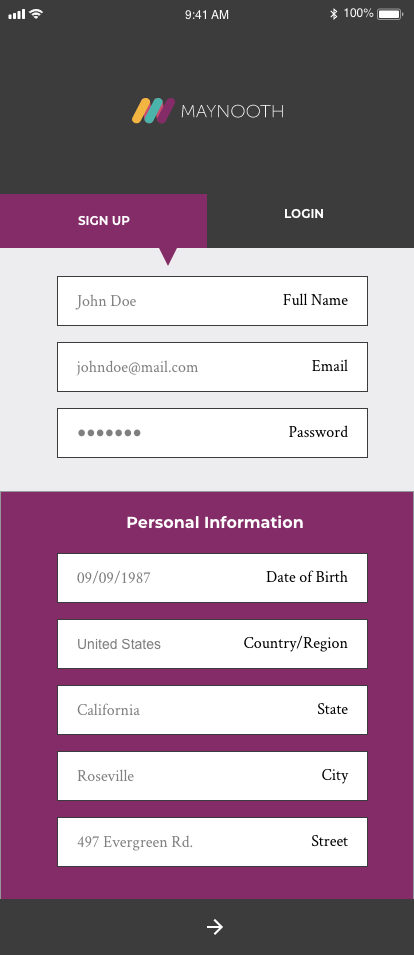 9:41 AM 100%
MAYNOOTH
SIGN UP LOGIN
John Doe Full Name
johndoe@mail.com Email
●●●●●●● Password
Personal Information
09/09/1987 Date of Birth
United States Country/Region
California State
Roseville City
497 Evergreen Rd. Street